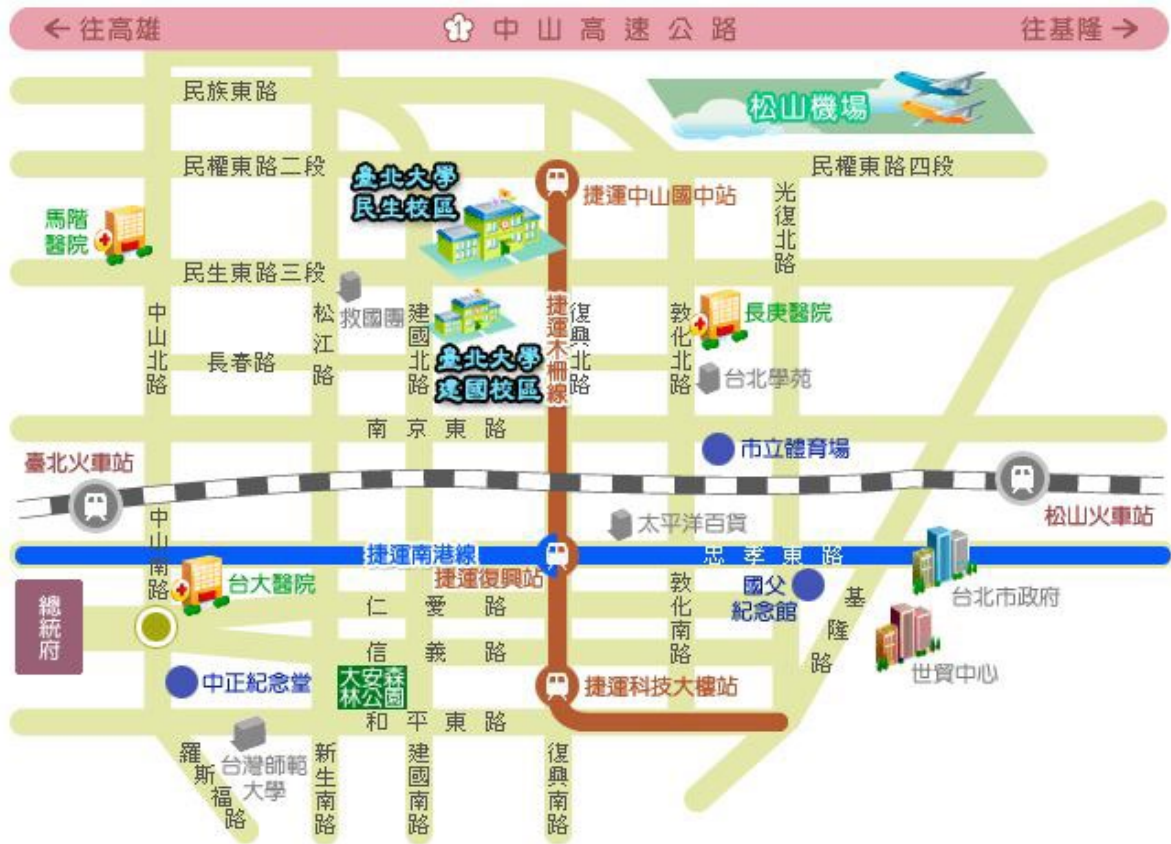 往高雄
1 中山高速公路
往基隆
民族東路
松山機場
民權東路二段
民權東路四段
臺北大學
民生校區
捷運中山國中站
光復北路
馬階
醫院
民生東路三段
救國團
中山北路
松江路
建國北路
捷運木柵線
復興北路
敦化北路
長庚醫院
長春路
臺北大學
建國校區
台北學苑
南京東路
市立體育場
臺北火車站
松山火車站
太平洋百貨
中山南路
捷運南港線
忠孝東路
捷運復興站
台大醫院
總統府
仁愛路
敦化南路
國父
紀念館
基隆路
台北市政府
信義路
世貿中心
中正紀念堂
大安森
林公園
捷運科技大樓站
和平東路
羅斯福路
台灣師範
大學
新生南路
建國南路
復興南路